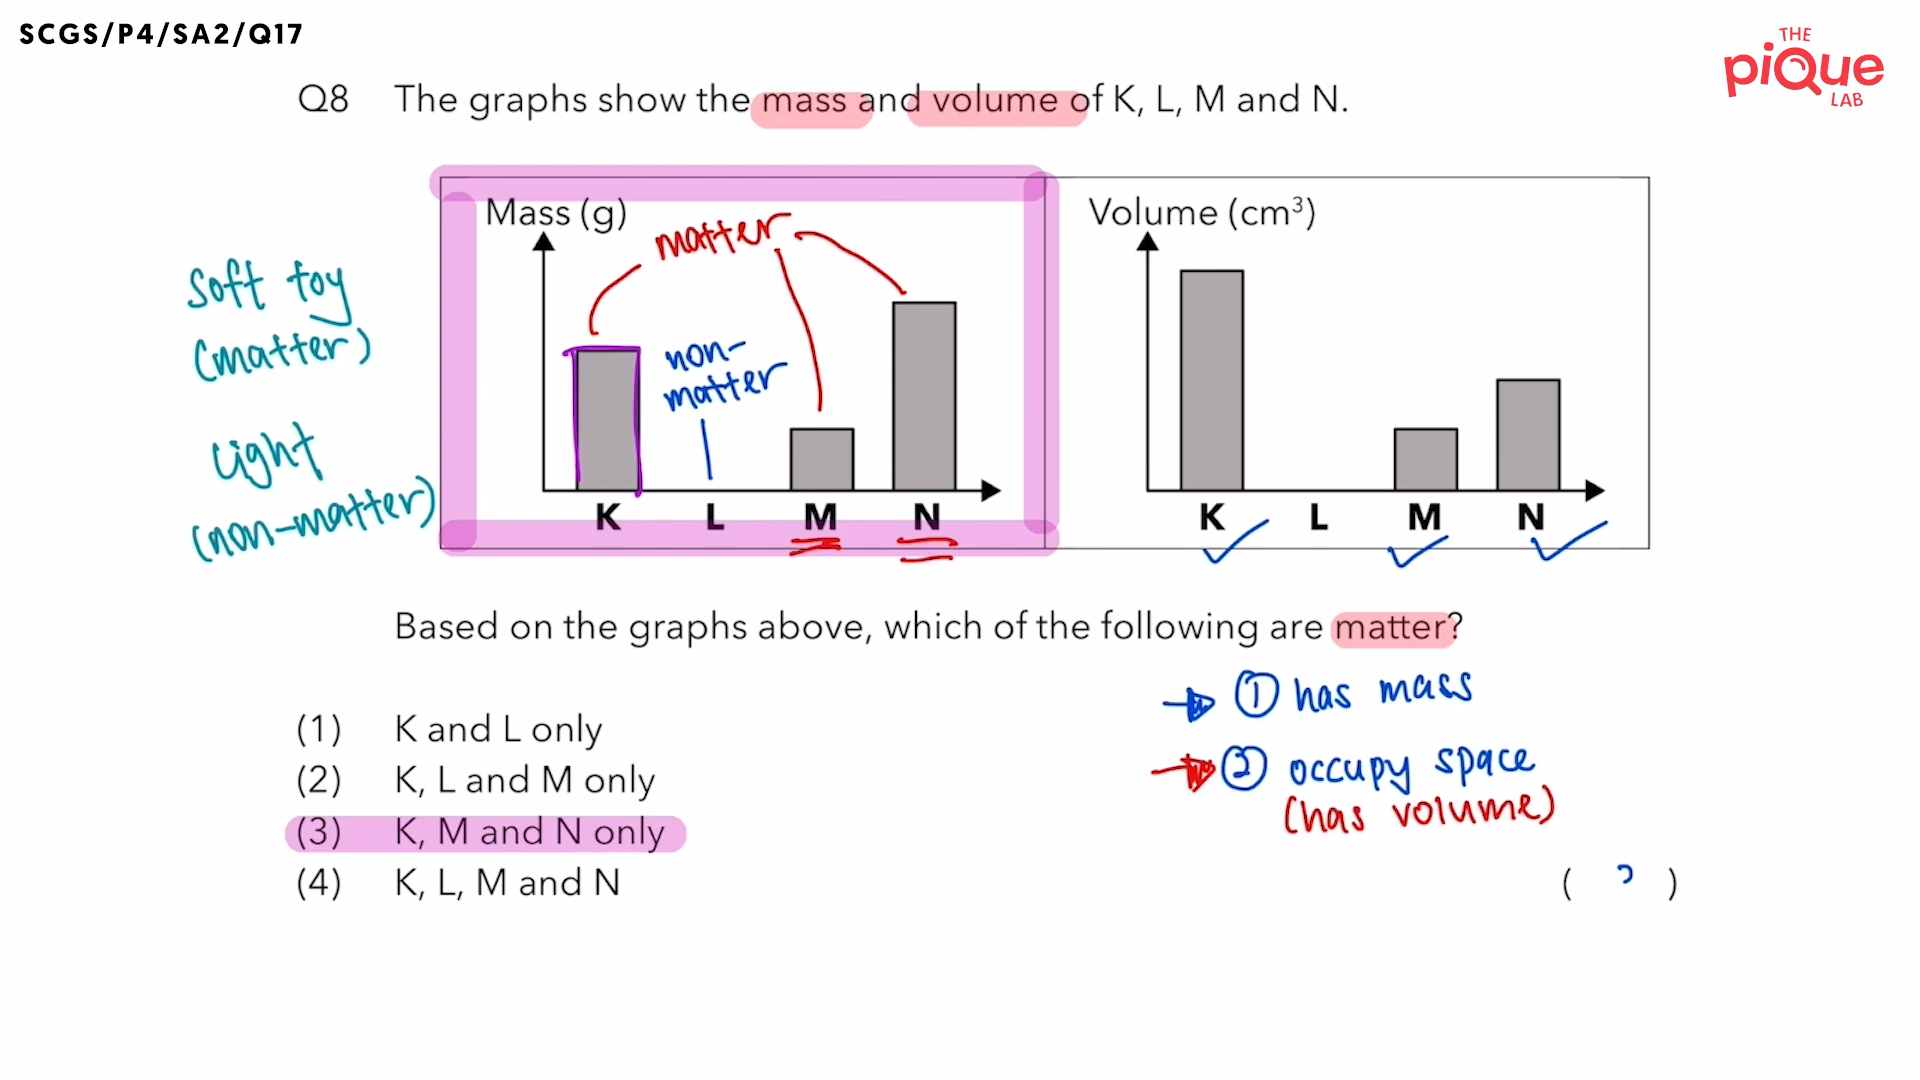 SCGS/P4/SA2/Q17
THE
piQue
LAB
Q8 The graphs show the mass and volume of K, L, M and N.
Mass (g)
matter
non-
matter
K L M N
Volume (cm³)
K L M N
Soft toy
(matter)
Light
(non-matter)
Based on the graphs above, which of the following are matter?
① has mass
② occupy space
(has volume)
(1) K and L only
(2) K, L and M only
(3) K, M and N only
(4) K, L, M and N
( )